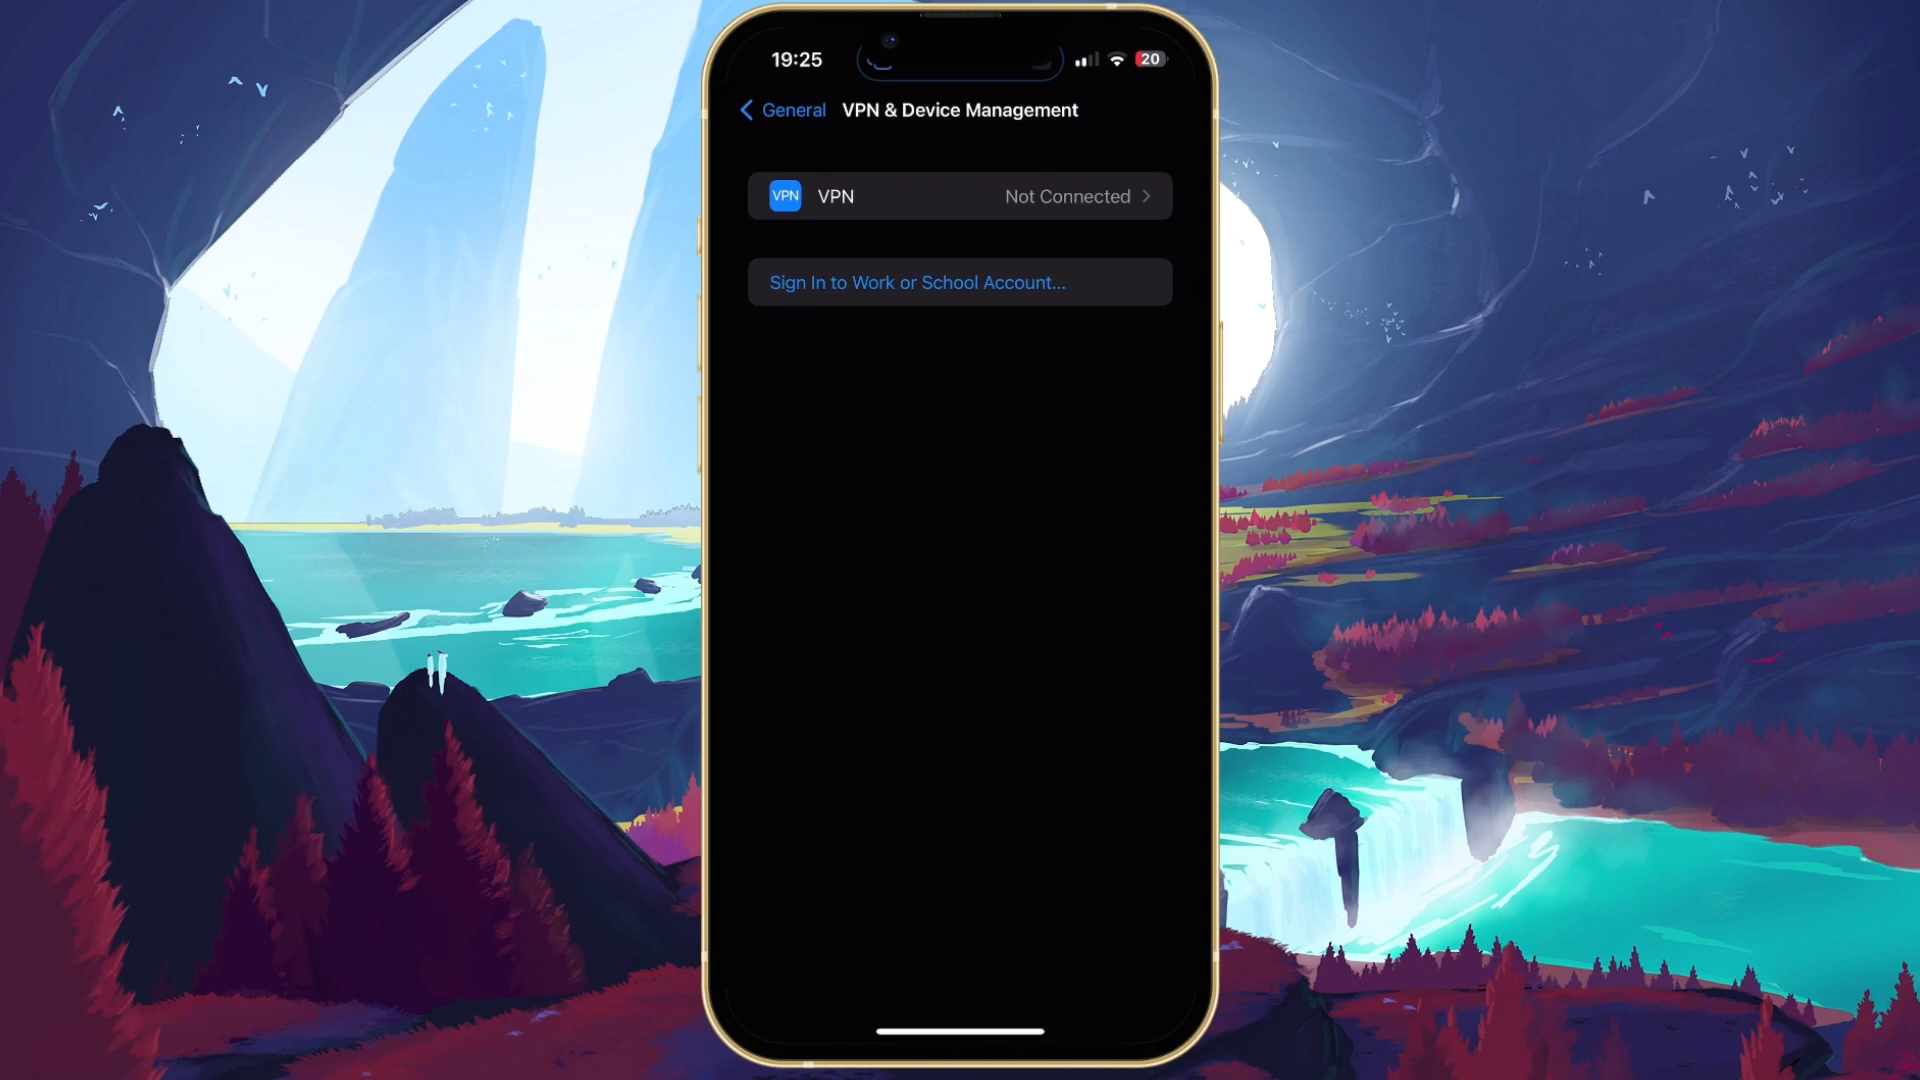 19:25
20
General
VPN & Device Management
VPN
VPN
Not Connected
Sign In to Work or School Account...